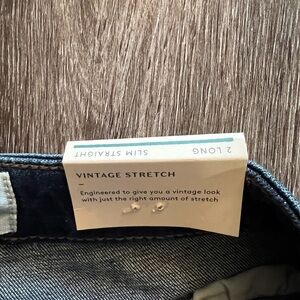 2 LONG
SLIM STRAIGHT
VINTAGE STRETCH
Engineered to give you a vintage look
with just the right amount of stretch